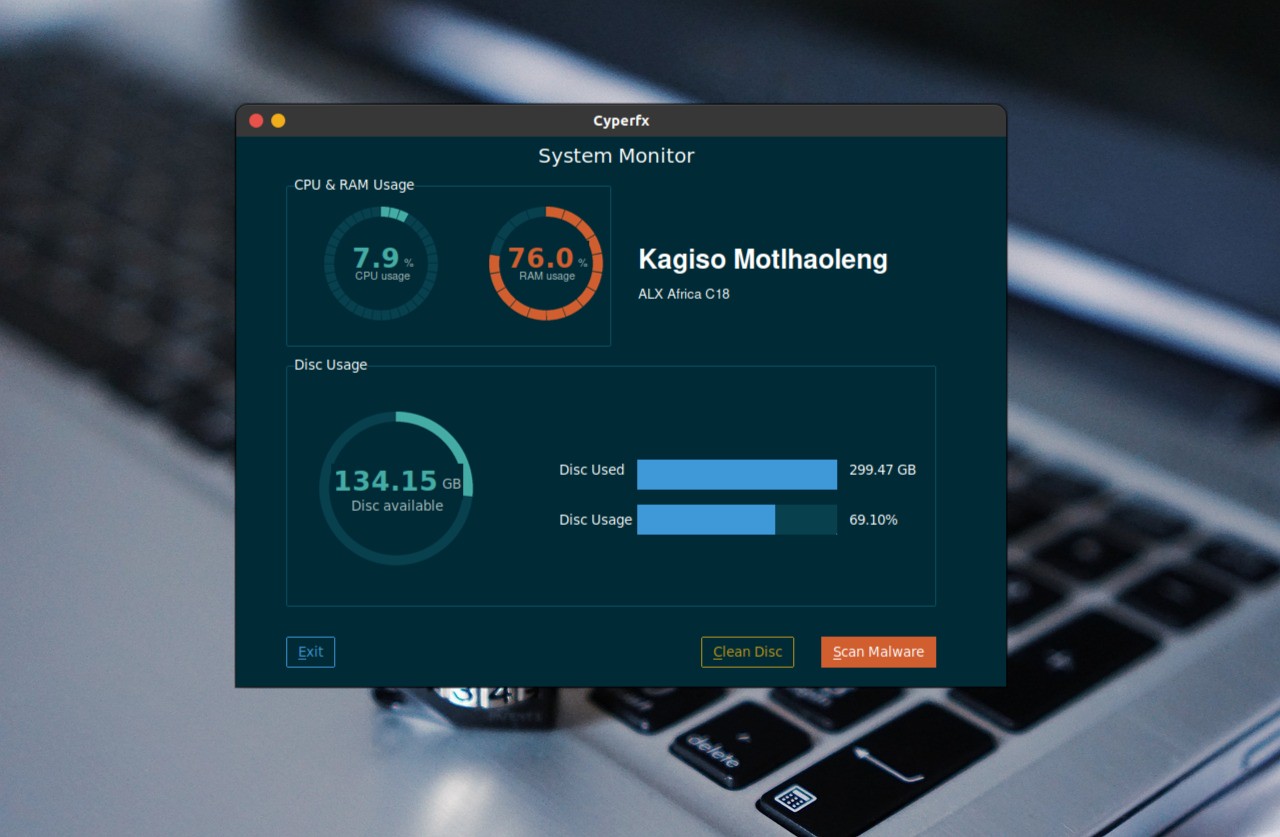 Cyperfx
System Monitor
CPU & RAM Usage
7.9 %
CPU usage
76.0 %
RAM usage
Kagiso Motlhaoleng
ALX Africa C18
Disc Usage
134.15 GB
Disc available
Disc Used 299.47 GB
Disc Usage 69.10%
Exit
Clean Disc
Scan Malware
3 4
delete